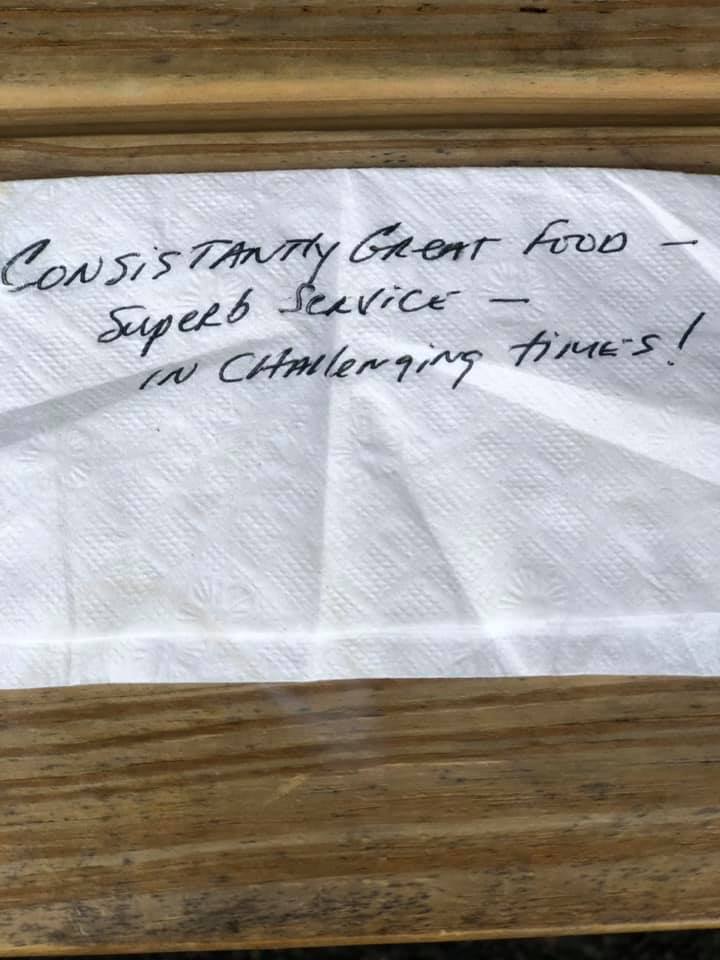 CONSISTANTLY GREAT FOOD —
SUPERB SERVICE —
IN CHALLENGING TIMES!